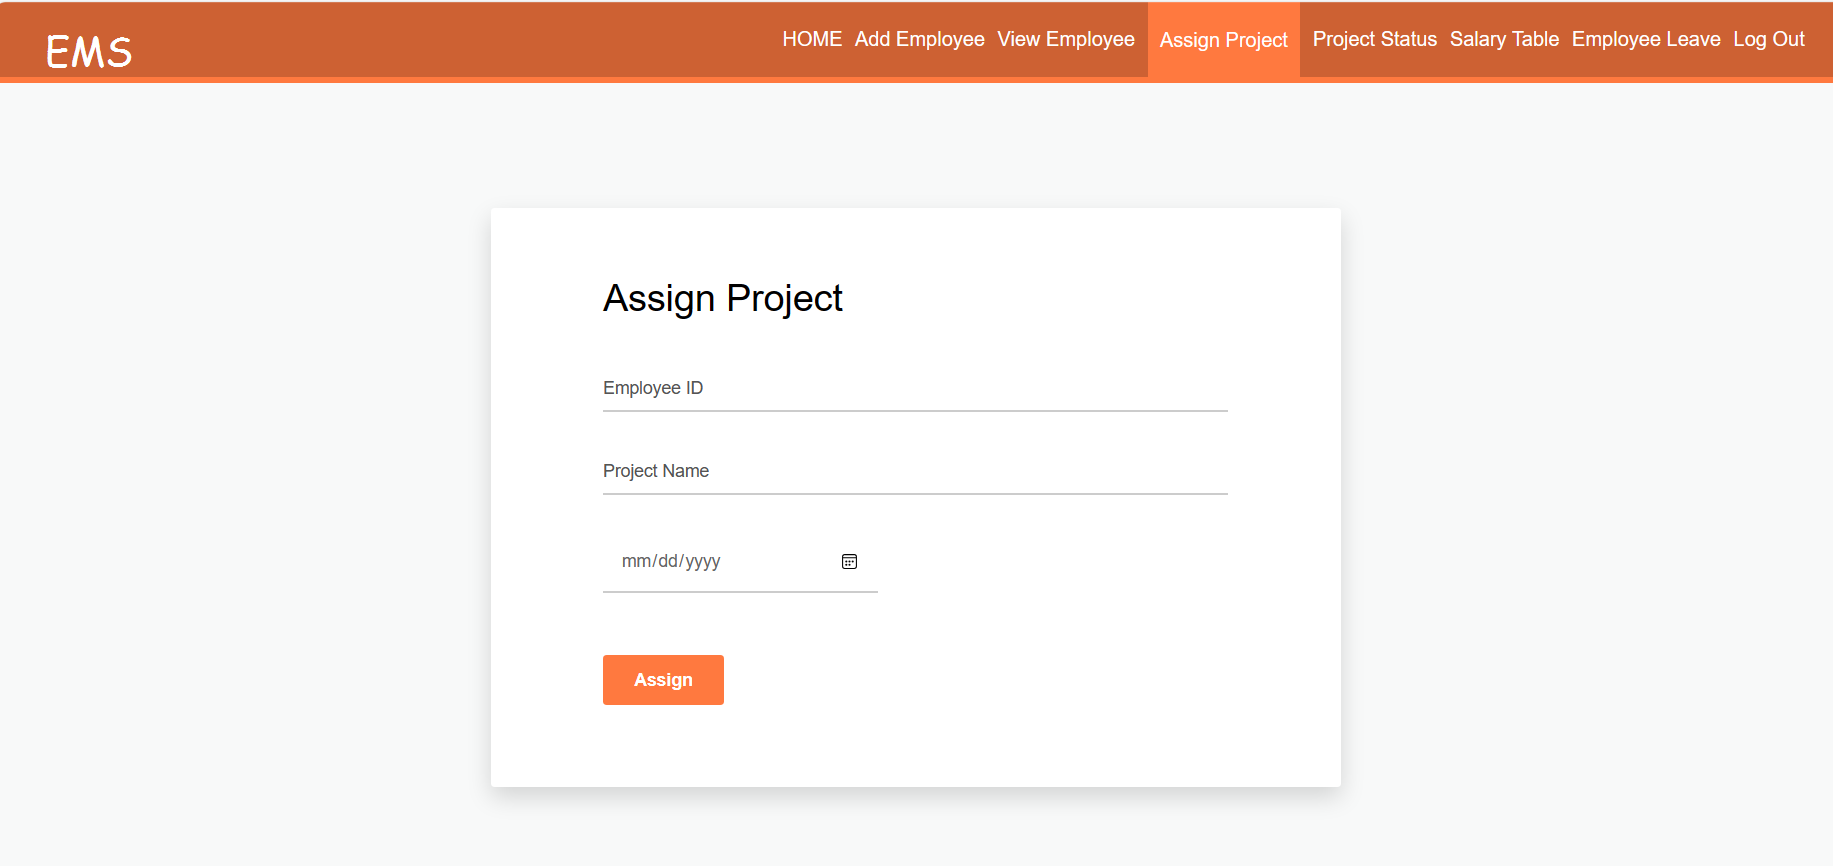 EMS
HOME Add Employee View Employee Assign Project Project Status Salary Table Employee Leave Log Out
Assign Project
Employee ID
Project Name
mm/dd/yyyy
Assign